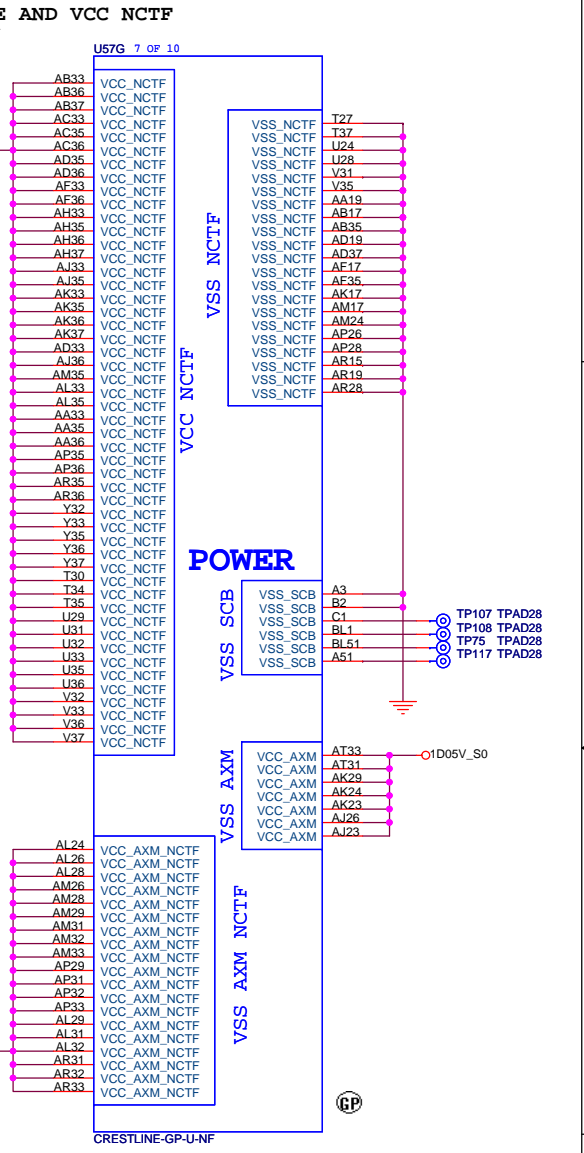 E AND VCC NCTF
U57G 7 OF 10
AB33 VCC_NCTF
AB36 VCC_NCTF
AB37 VCC_NCTF
AC33 VCC_NCTF
AC35 VCC_NCTF
AC36 VCC_NCTF
AD35 VCC_NCTF
AD36 VCC_NCTF
AF33 VCC_NCTF
AF36 VCC_NCTF
AH33 VCC_NCTF
AH35 VCC_NCTF
AH36 VCC_NCTF
AH37 VCC_NCTF
AJ33 VCC_NCTF
AJ35 VCC_NCTF
AK33 VCC_NCTF
AK35 VCC_NCTF
AK36 VCC_NCTF
AK37 VCC_NCTF
AD33 VCC_NCTF
AJ36 VCC_NCTF
AM35 VCC_NCTF
AL33 VCC_NCTF
AL35 VCC_NCTF
AA33 VCC_NCTF
AA35 VCC_NCTF
AA36 VCC_NCTF
AP35 VCC_NCTF
AP36 VCC_NCTF
AR35 VCC_NCTF
AR36 VCC_NCTF
Y32 VCC_NCTF
Y33 VCC_NCTF
Y35 VCC_NCTF
Y36 VCC_NCTF
Y37 VCC_NCTF
T30 VCC_NCTF
T34 VCC_NCTF
T35 VCC_NCTF
U29 VCC_NCTF
U31 VCC_NCTF
U32 VCC_NCTF
U33 VCC_NCTF
U35 VCC_NCTF
U36 VCC_NCTF
V32 VCC_NCTF
V33 VCC_NCTF
V36 VCC_NCTF
V37 VCC_NCTF
VCC NCTF
VSS NCTF
VSS_NCTF T27
VSS_NCTF T37
VSS_NCTF U24
VSS_NCTF U28
VSS_NCTF V31
VSS_NCTF V35
VSS_NCTF AA19
VSS_NCTF AB17
VSS_NCTF AB35
VSS_NCTF AD19
VSS_NCTF AD37
VSS_NCTF AF17
VSS_NCTF AF35
VSS_NCTF AK17
VSS_NCTF AM17
VSS_NCTF AM24
VSS_NCTF AP26
VSS_NCTF AP28
VSS_NCTF AR15
VSS_NCTF AR19
VSS_NCTF AR28
POWER
VSS SCB
VSS_SCB A3
VSS_SCB B2
VSS_SCB C1 TP107 TPAD28
VSS_SCB BL1 TP108 TPAD28
VSS_SCB BL51 TP75 TPAD28
VSS_SCB A51 TP117 TPAD28
VSS AXM
VCC_AXM AT33 1D05V_S0
VCC_AXM AT31
VCC_AXM AK29
VCC_AXM AK24
VCC_AXM AK23
VCC_AXM AJ26
VCC_AXM AJ23
AL24 VCC_AXM_NCTF
AL26 VCC_AXM_NCTF
AL28 VCC_AXM_NCTF
AM26 VCC_AXM_NCTF
AM28 VCC_AXM_NCTF
AM29 VCC_AXM_NCTF
AM31 VCC_AXM_NCTF
AM32 VCC_AXM_NCTF
AM33 VCC_AXM_NCTF
AP29 VCC_AXM_NCTF
AP31 VCC_AXM_NCTF
AP32 VCC_AXM_NCTF
AP33 VCC_AXM_NCTF
AL29 VCC_AXM_NCTF
AL31 VCC_AXM_NCTF
AL32 VCC_AXM_NCTF
AR31 VCC_AXM_NCTF
AR32 VCC_AXM_NCTF
AR33 VCC_AXM_NCTF
VSS AXM NCTF
GP
CRESTLINE-GP-U-NF